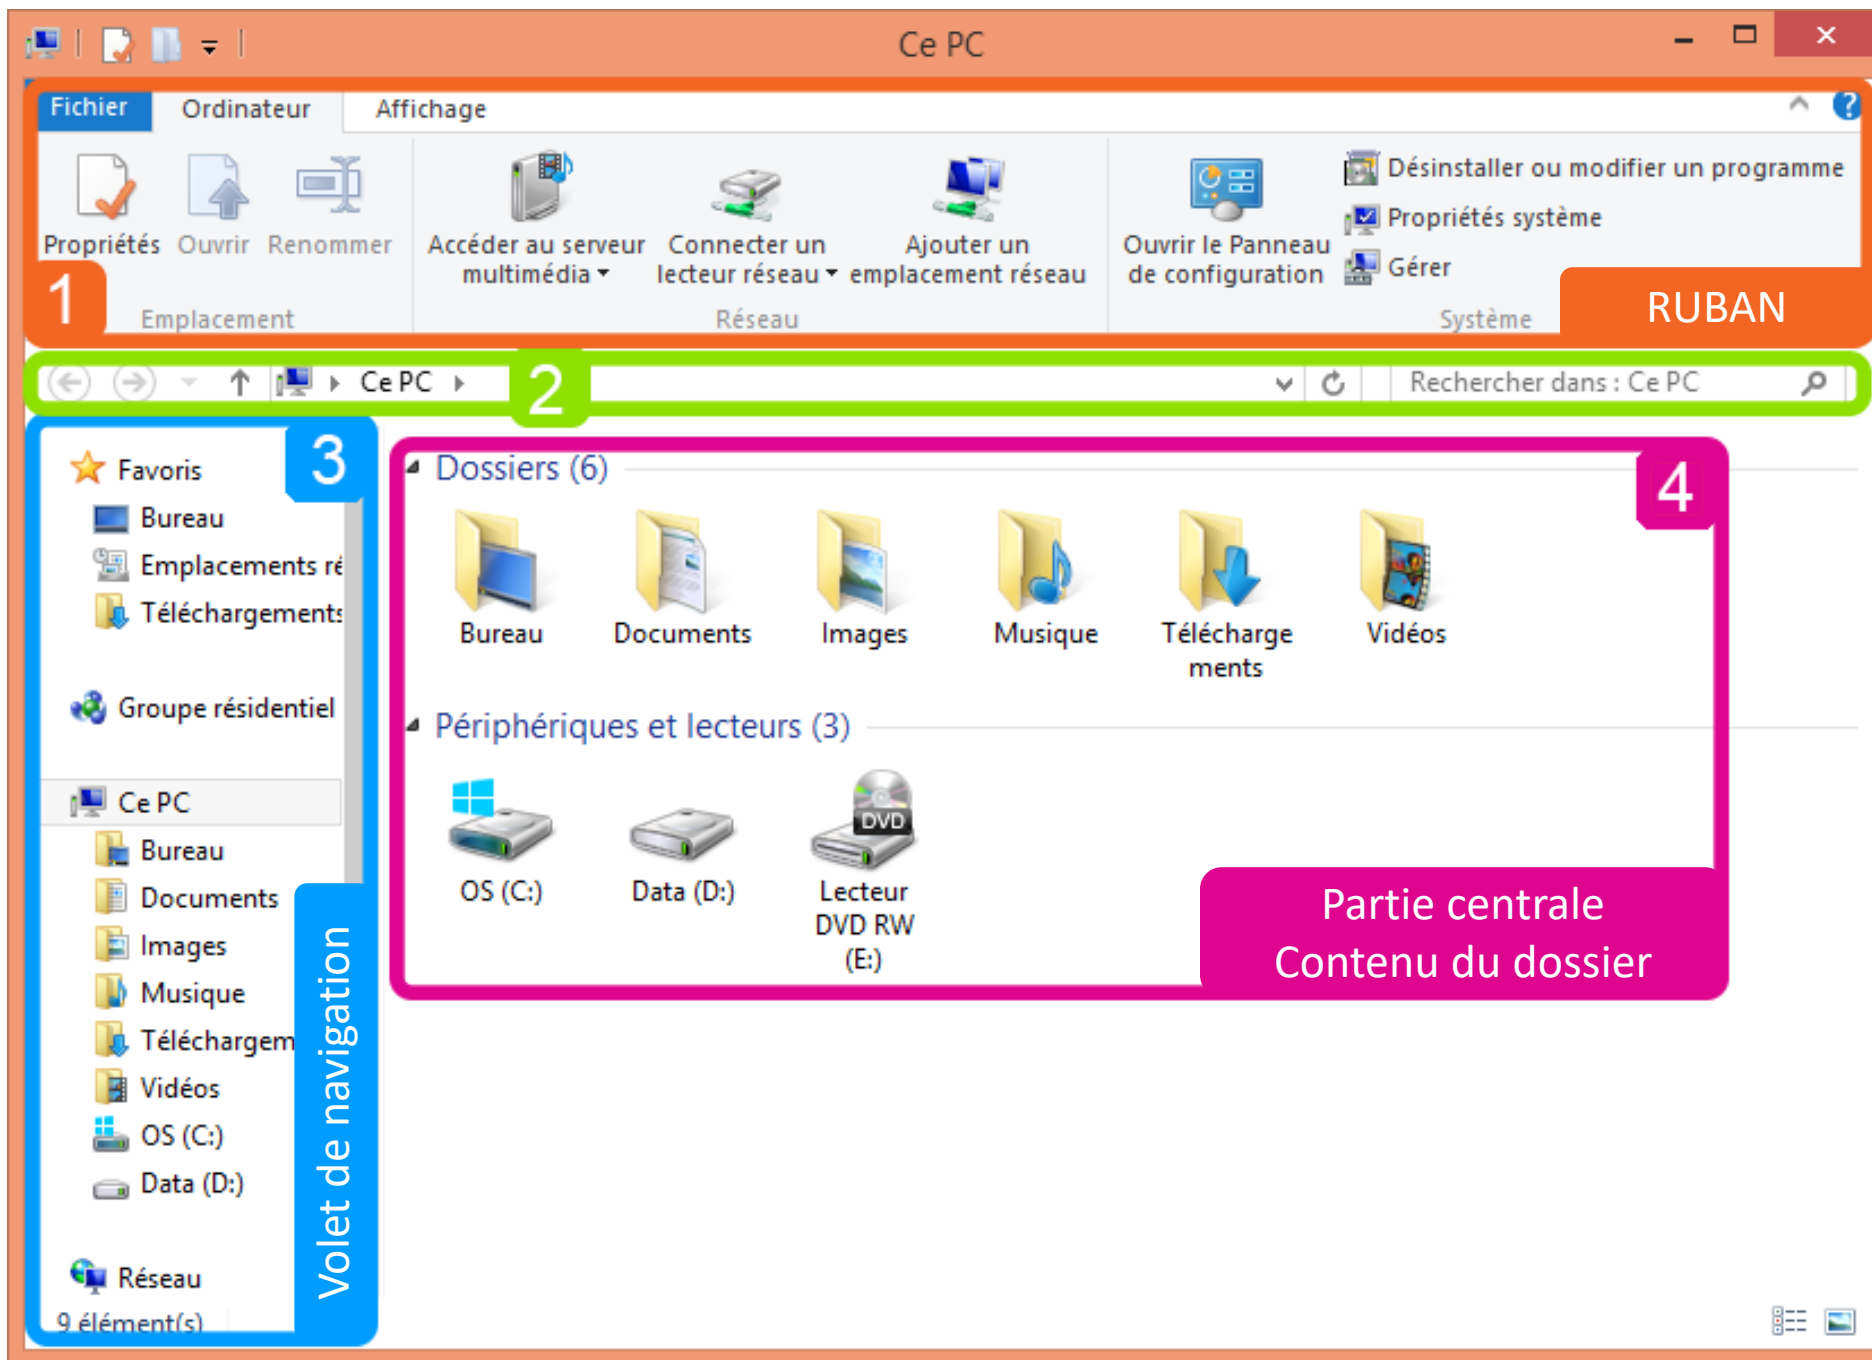 Ce PC
Fichier Ordinateur Affichage
Propriétés Ouvrir Renommer
Emplacement
Accéder au serveur
multimédia
Connecter un
lecteur réseau
Ajouter un
emplacement réseau
Réseau
Ouvrir le Panneau
de configuration
Désinstaller ou modifier un programme
Propriétés système
Gérer
Système
1
RUBAN
Ce PC
2
Rechercher dans : Ce PC
3
Favoris
Bureau
Emplacements ré
Téléchargements
Groupe résidentiel
Ce PC
Bureau
Documents
Images
Musique
Téléchargem
Vidéos
OS (C:)
Data (D:)
Réseau
Volet de navigation
9 élément(s)
4
Dossiers (6)
Bureau
Documents
Images
Musique
Télécharge
ments
Vidéos
Périphériques et lecteurs (3)
OS (C:)
Data (D:)
DVD
Lecteur
DVD RW
(E:)
Partie centrale
Contenu du dossier